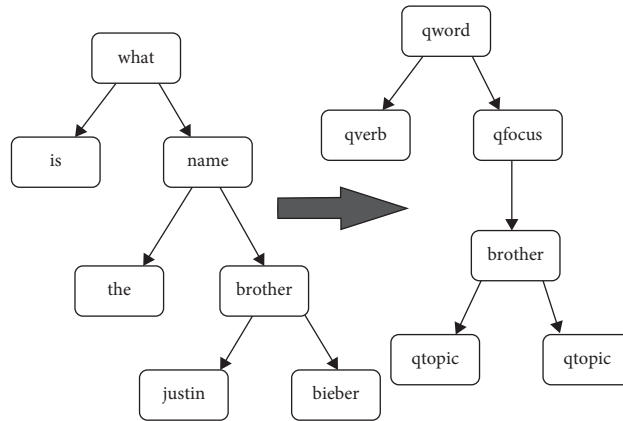 what
is
name
the
brother
justin
bieber
qword
qverb
qfocus
brother
qtopic
qtopic